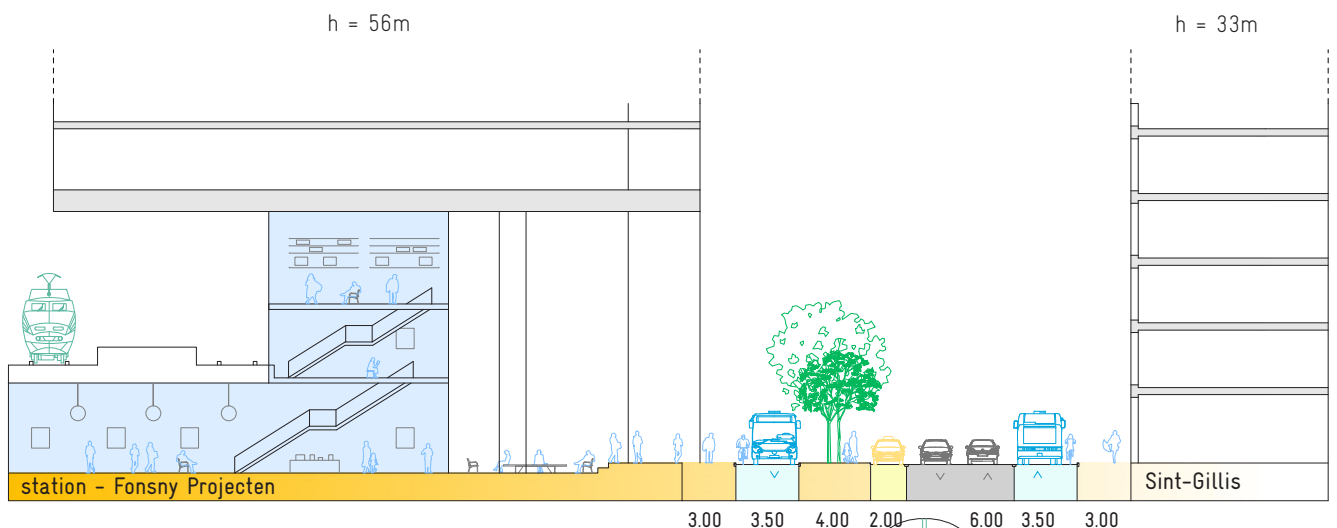 h = 56m
h = 33m
station - Fonsny Projecten
Sint-Gillis
3.00 3.50 4.00 2.00 6.00 3.50 3.00